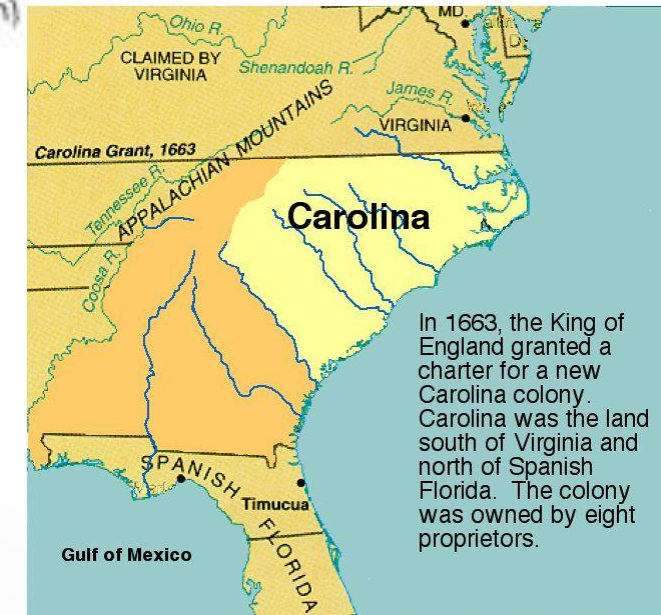 Ohio R.
MD.
D
CLAIMED BY
VIRGINIA
Shenandoah R.
James R.
VIRGINIA
Carolina Grant, 1663
APPALACHIAN MOUNTAINS
Tennessee R.
Carolina
Coosa R.
In 1663, the King of
England granted a
charter for a new
Carolina colony.
Carolina was the land
south of Virginia and
north of Spanish
Florida. The colony
was owned by eight
proprietors.
SPANISH FLORIDA
Timucua
Gulf of Mexico